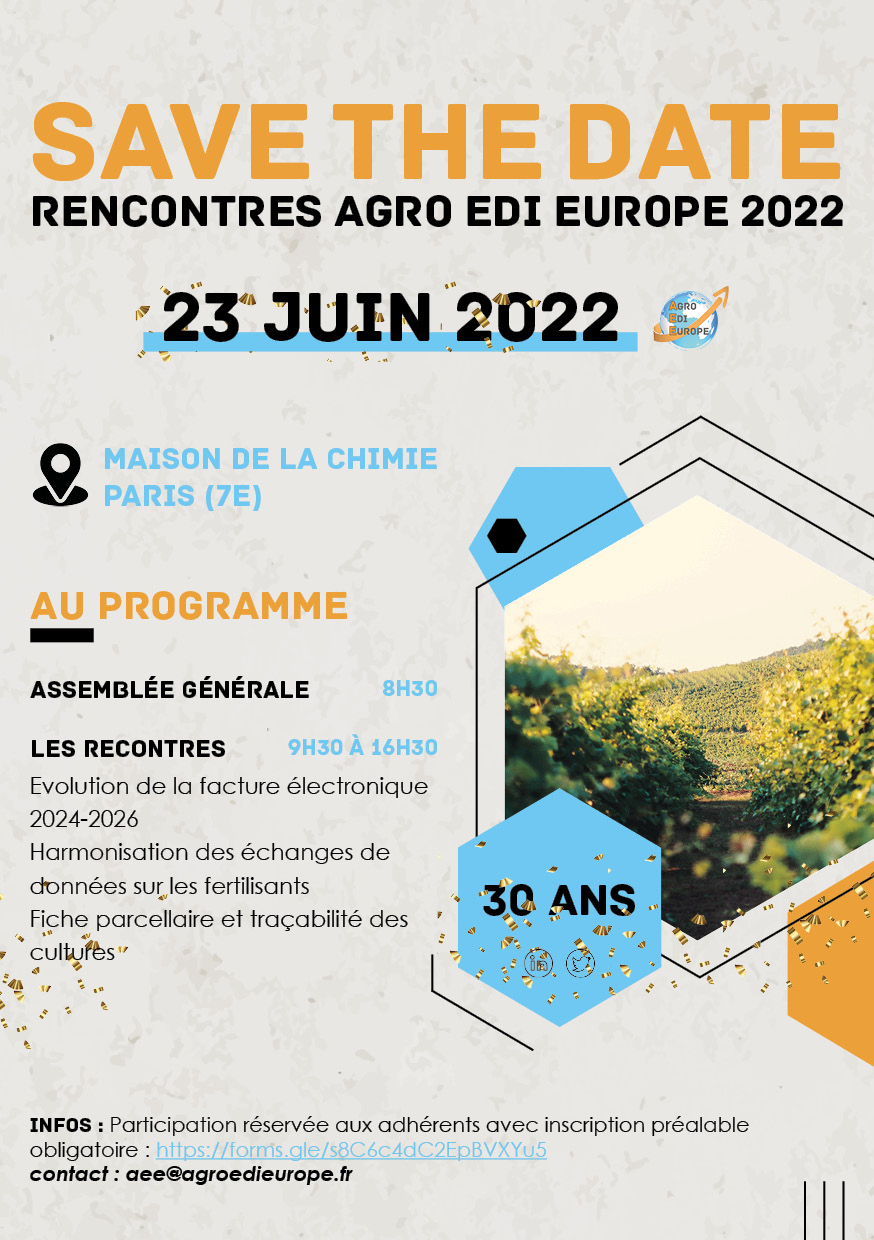 SAVE THE DATE
RENCONTRES AGRO EDI EUROPE 2022
23 JUIN 2022
AGRO
EDI
EUROPE
MAISON DE LA CHIMIE
PARIS (7E)
AU PROGRAMME
ASSEMBLÉE GÉNÉRALE 8H30
LES RECONTRES 9H30 À 16H30
Evolution de la facture électronique
2024-2026
Harmonisation des échanges de
données sur les fertilisants
Fiche parcellaire et traçabilité des
cultures
30 ANS
in
INFOS : Participation réservée aux adhérents avec inscription préalable
obligatoire : https://forms.gle/s8C6c4dC2EpBVXYu5
contact : aee@agroedieurope.fr